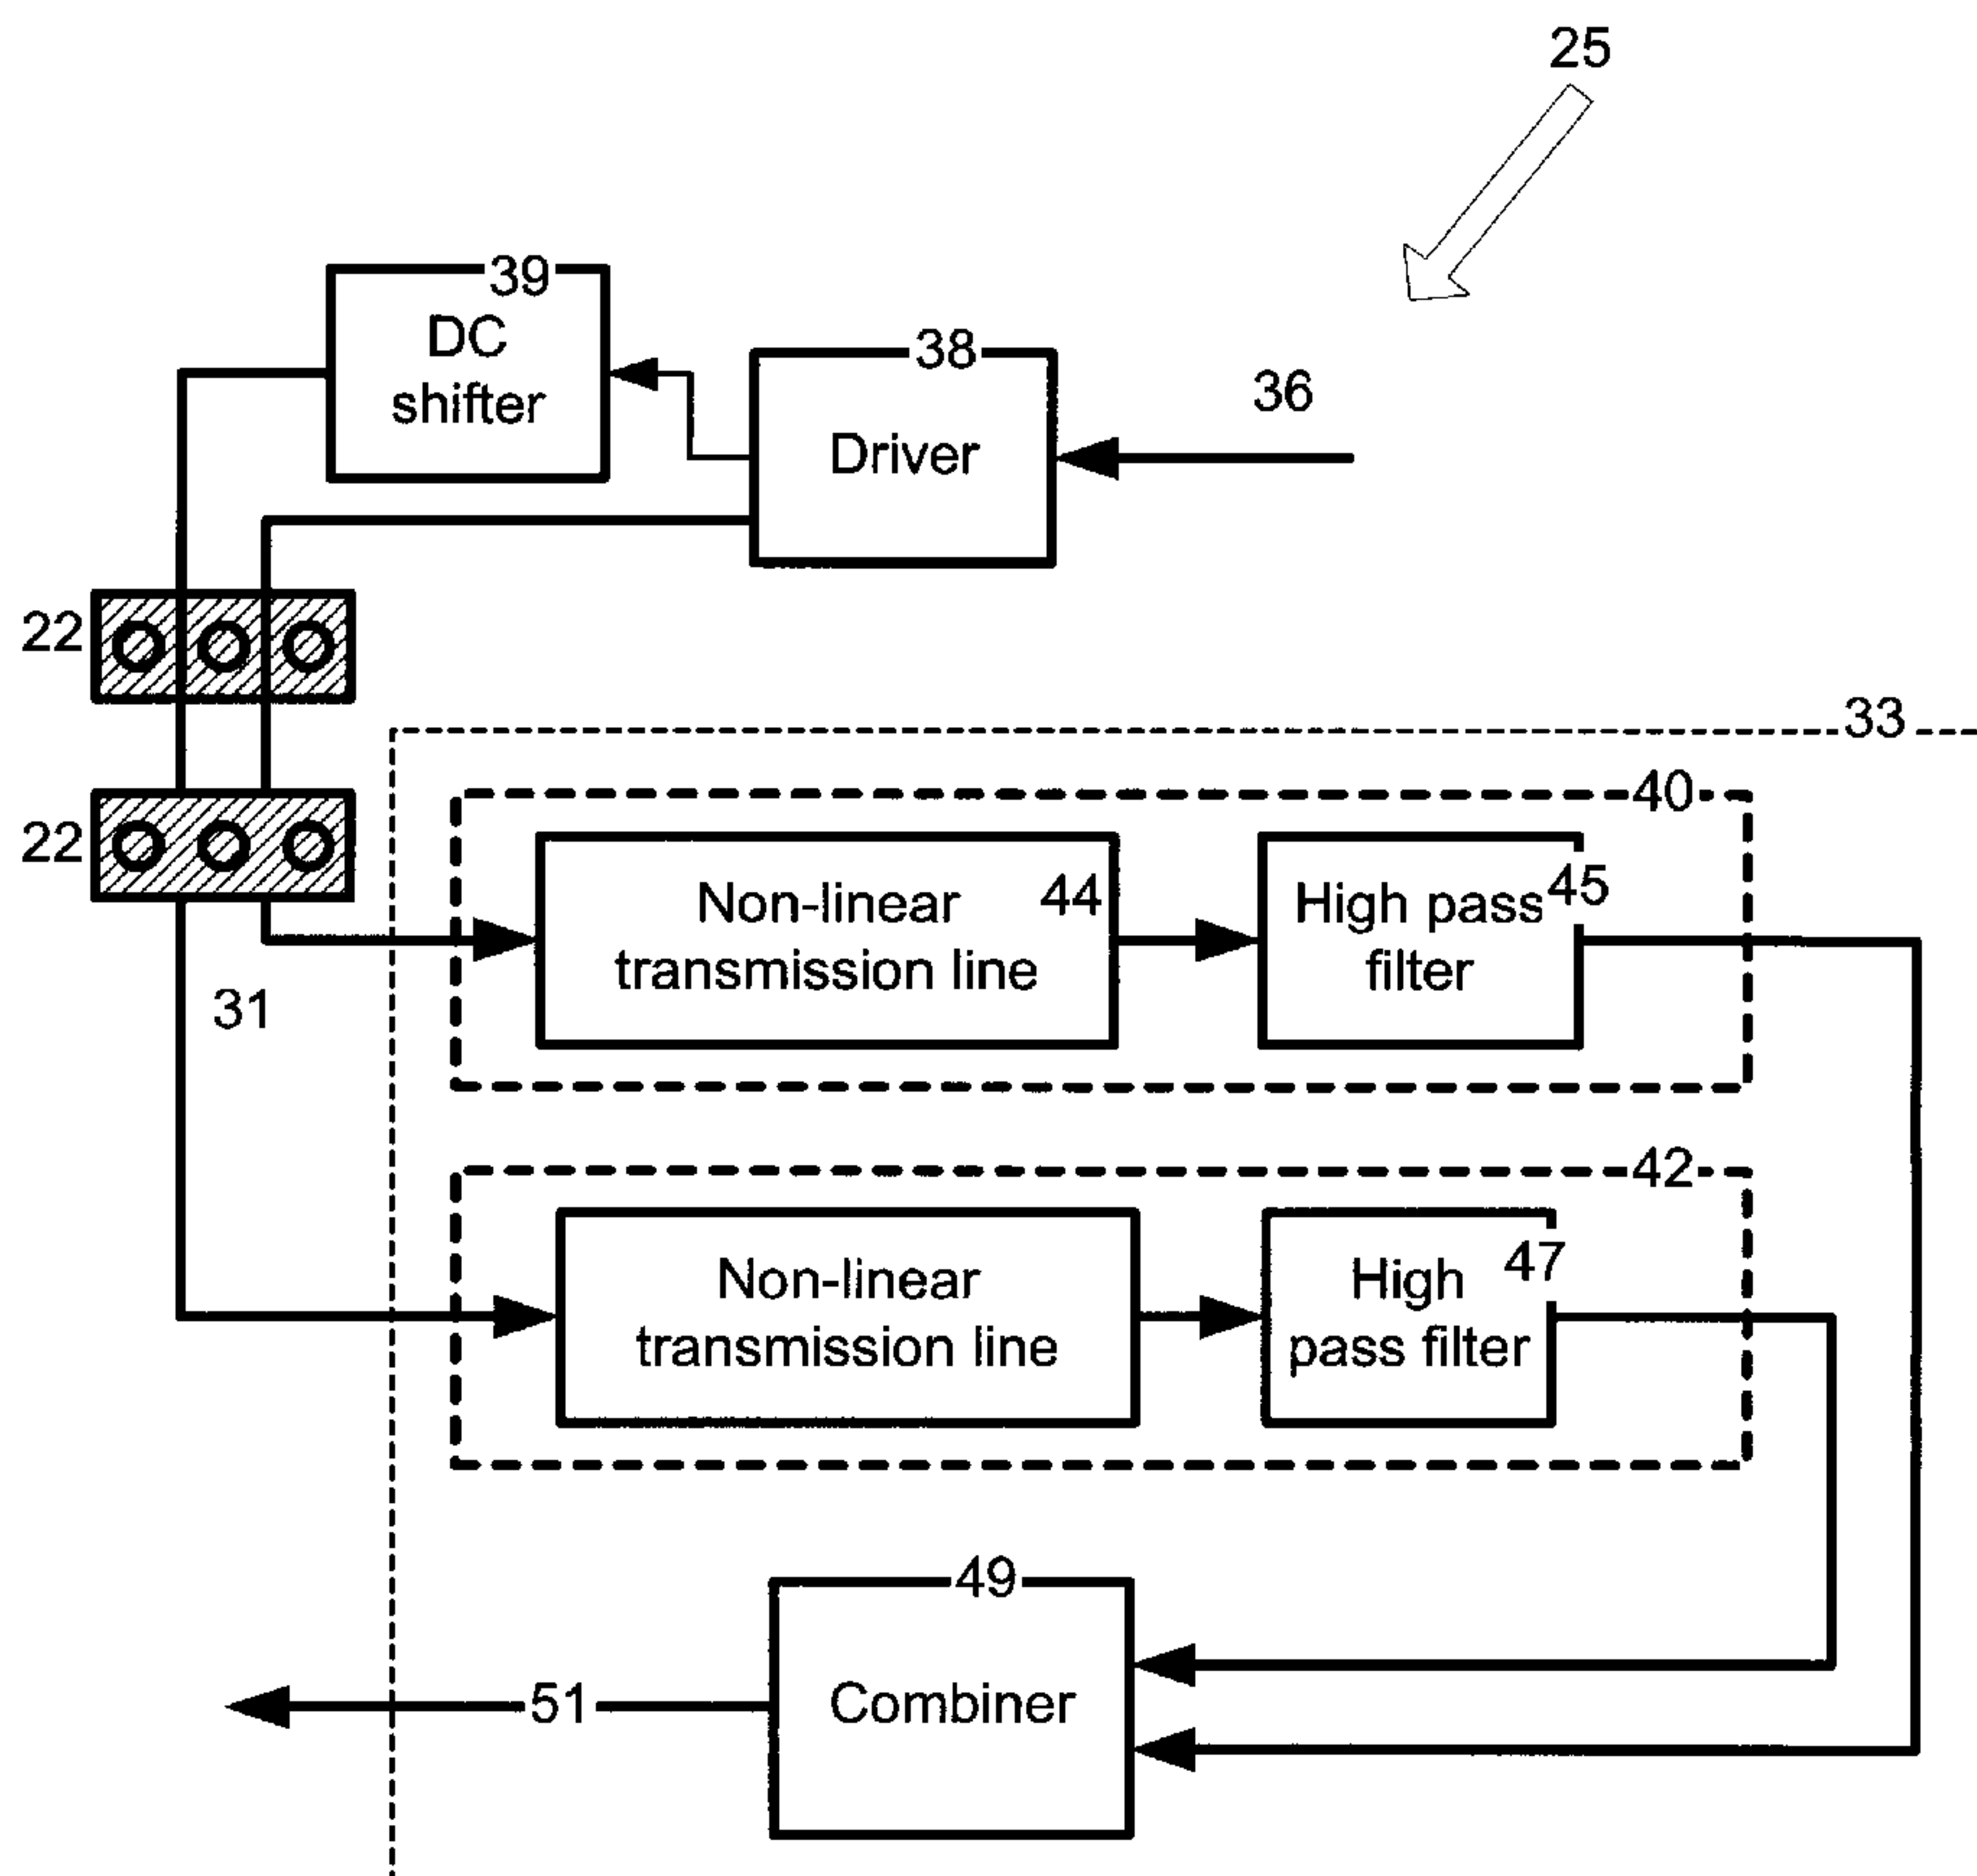 25
39
DC
shifter
38
Driver
36
22
33
22
40
Non-linear
transmission line
44
High pass
filter
45
31
42
Non-linear
transmission line
High
pass filter
47
49
Combiner
51